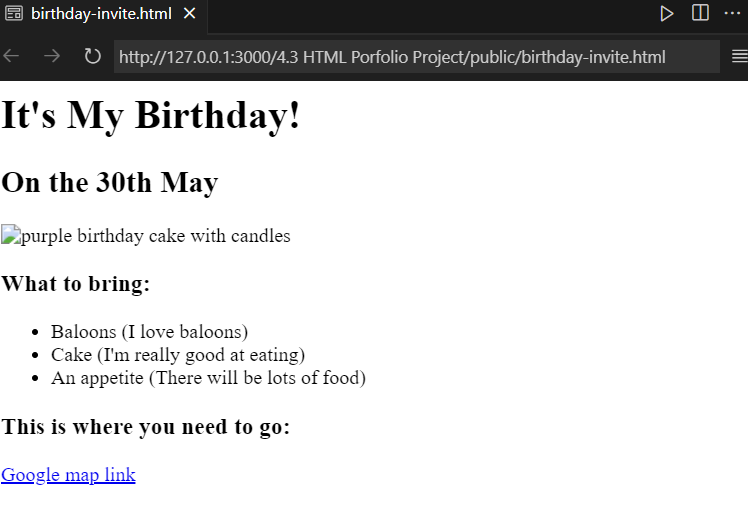 birthday-invite.html
http://127.0.0.1:3000/4.3 HTML Porfolio Project/public/birthday-invite.html
It's My Birthday!
On the 30th May
purple birthday cake with candles
What to bring:
Baloons (I love baloons)
Cake (I'm really good at eating)
An appetite (There will be lots of food)
This is where you need to go:
Google map link